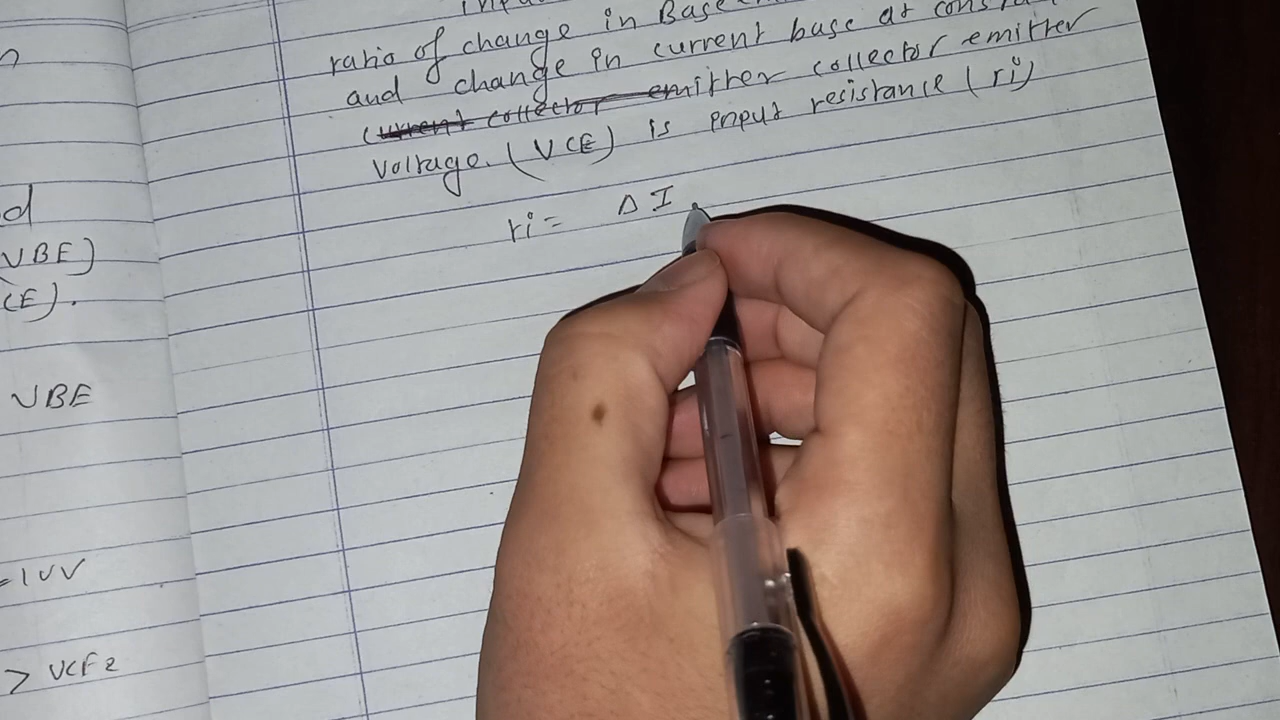 n
d
VBE)
CE).
VBE
=10V
> VCE2
ratio of change in Base
and change in current base at
current collector emitter collector emitter
voltage. (VCE) is input resistance (ri)
ri = Δ I